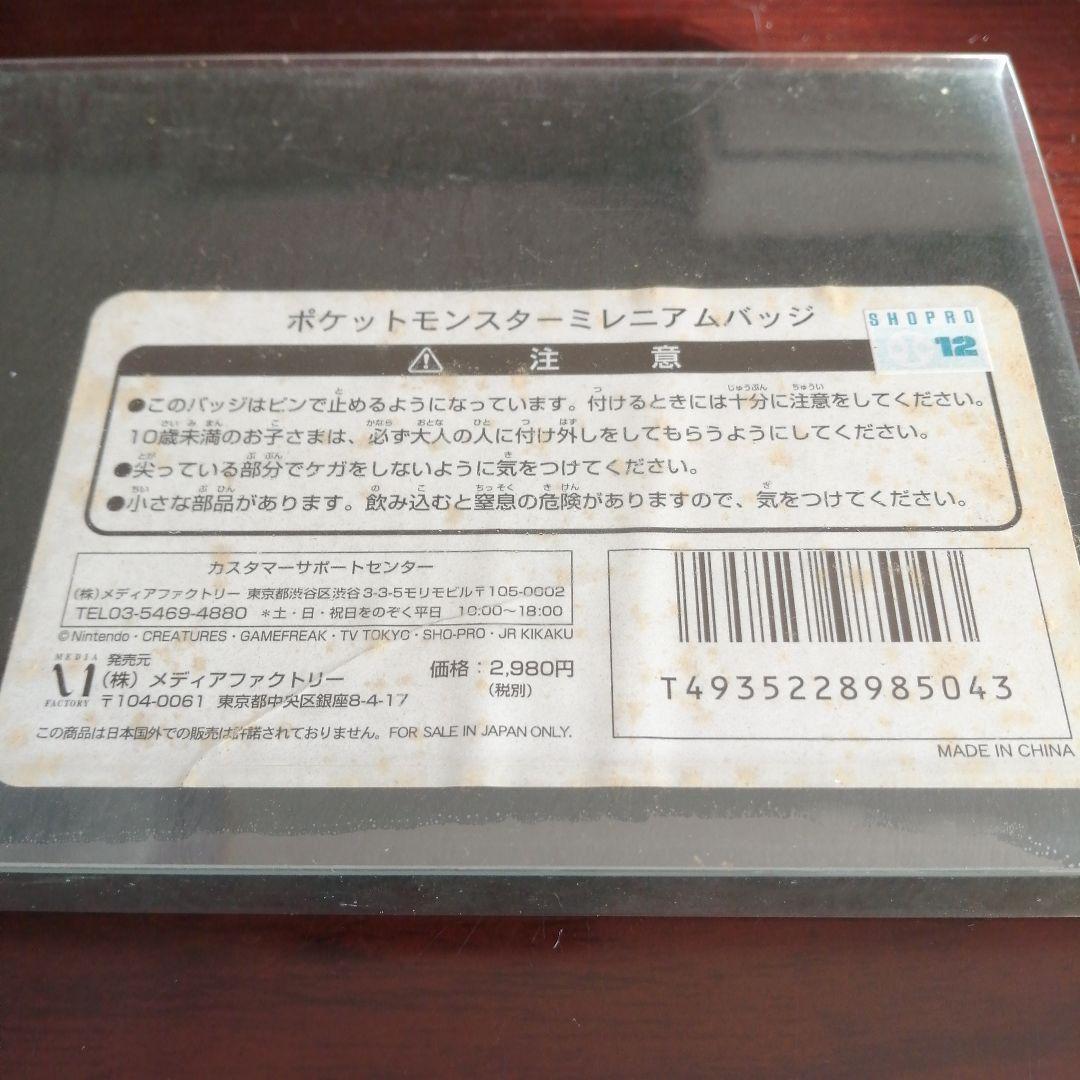 ポケットモンスターミレニアムバッジ
SHOPRO
12
⚠ 注意
●このバッジはピンで止めるようになっています。付けるときには十分に注意をしてください。
10歳未満のお子さまは、必ず大人の人に付け外しをしてもらうようにしてください。
●尖っている部分でケガをしないように気をつけてください。
●小さな部品があります。飲み込むと窒息の危険がありますので、気をつけてください。
カスタマーサポートセンター
(株)メディアファクトリー 東京都渋谷区渋谷3-3-5モリモビル〒105-0002
TEL03-5469-4880 *土・日・祝日をのぞく平日 10:00〜18:00
©Nintendo・CREATURES・GAMEFREAK・TV TOKYO・SHO-PRO・JR KIKAKU
MEDIA FACTORY
発売元
(株)メディアファクトリー
〒104-0061 東京都中央区銀座8-4-17
価格：2,980円
(税別)
この商品は日本国外での販売は許諾されておりません。FOR SALE IN JAPAN ONLY.
T4935228985043
MADE IN CHINA